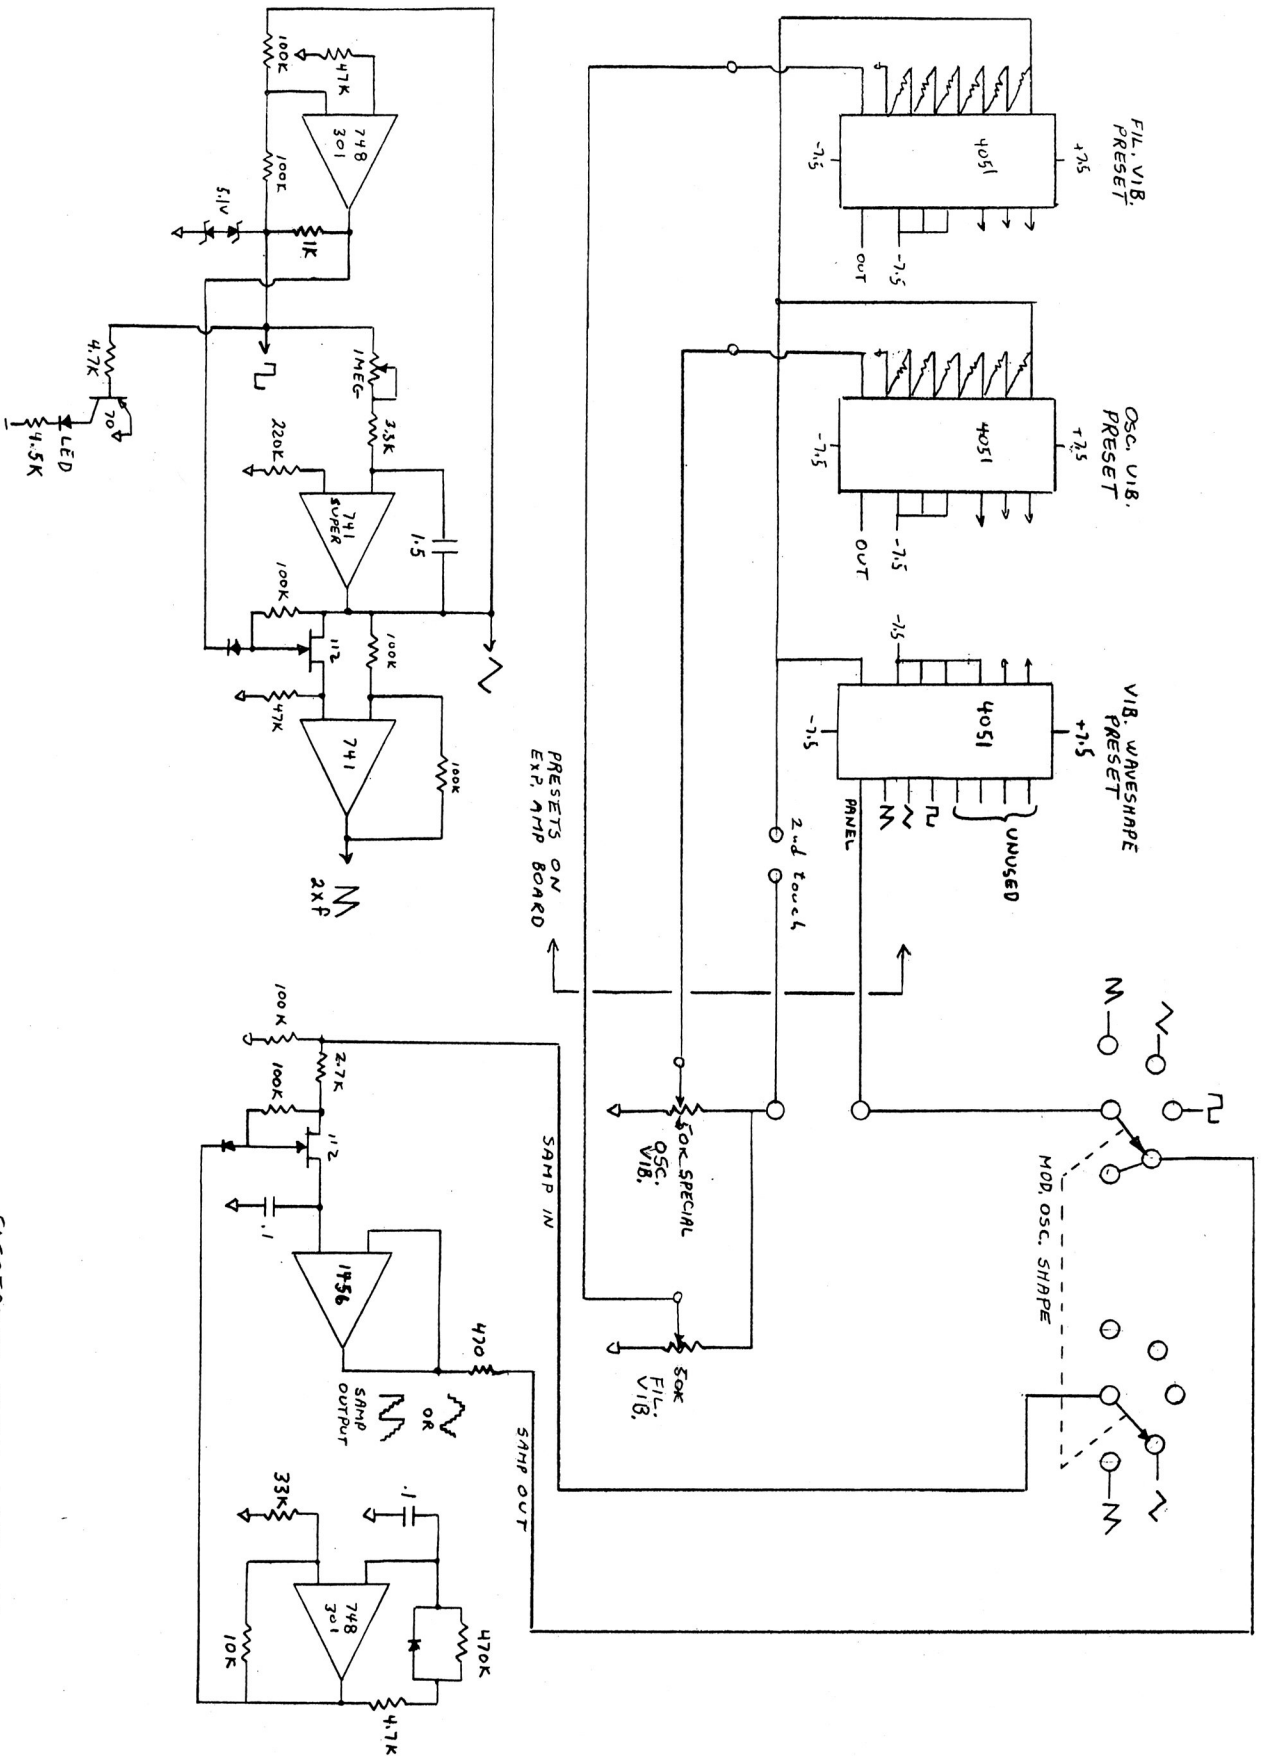 FIL. VIB.
PRESET
+7.5
4051
-7.5
-7.5
OUT
OSC. VIB.
PRESET
+7.5
4051
-7.5
-7.5
OUT
VIB. WAVESHAPE
PRESET
+7.5
4051
-7.5
-7.5
UNUSED
PANEL
2nd touch
PRESETS ON
EXP. AMP BOARD
MOD. OSC. SHAPE
50K SPECIAL
OSC.
VIB.
50K
FIL.
VIB.
SAMP IN
SAMP OUT
100K
47K
748
301
100K
5.1V
1K
4.7K
70
LED
4.5K
1MEG
3.3K
220K
741
SUPER
1.5
100K
112
100K
47K
741
100K
2XF
100K
2.7K
100K
112
.1
1456
470
OR
SAMP
OUTPUT
33K
.1
748
301
10K
470K
4.7K